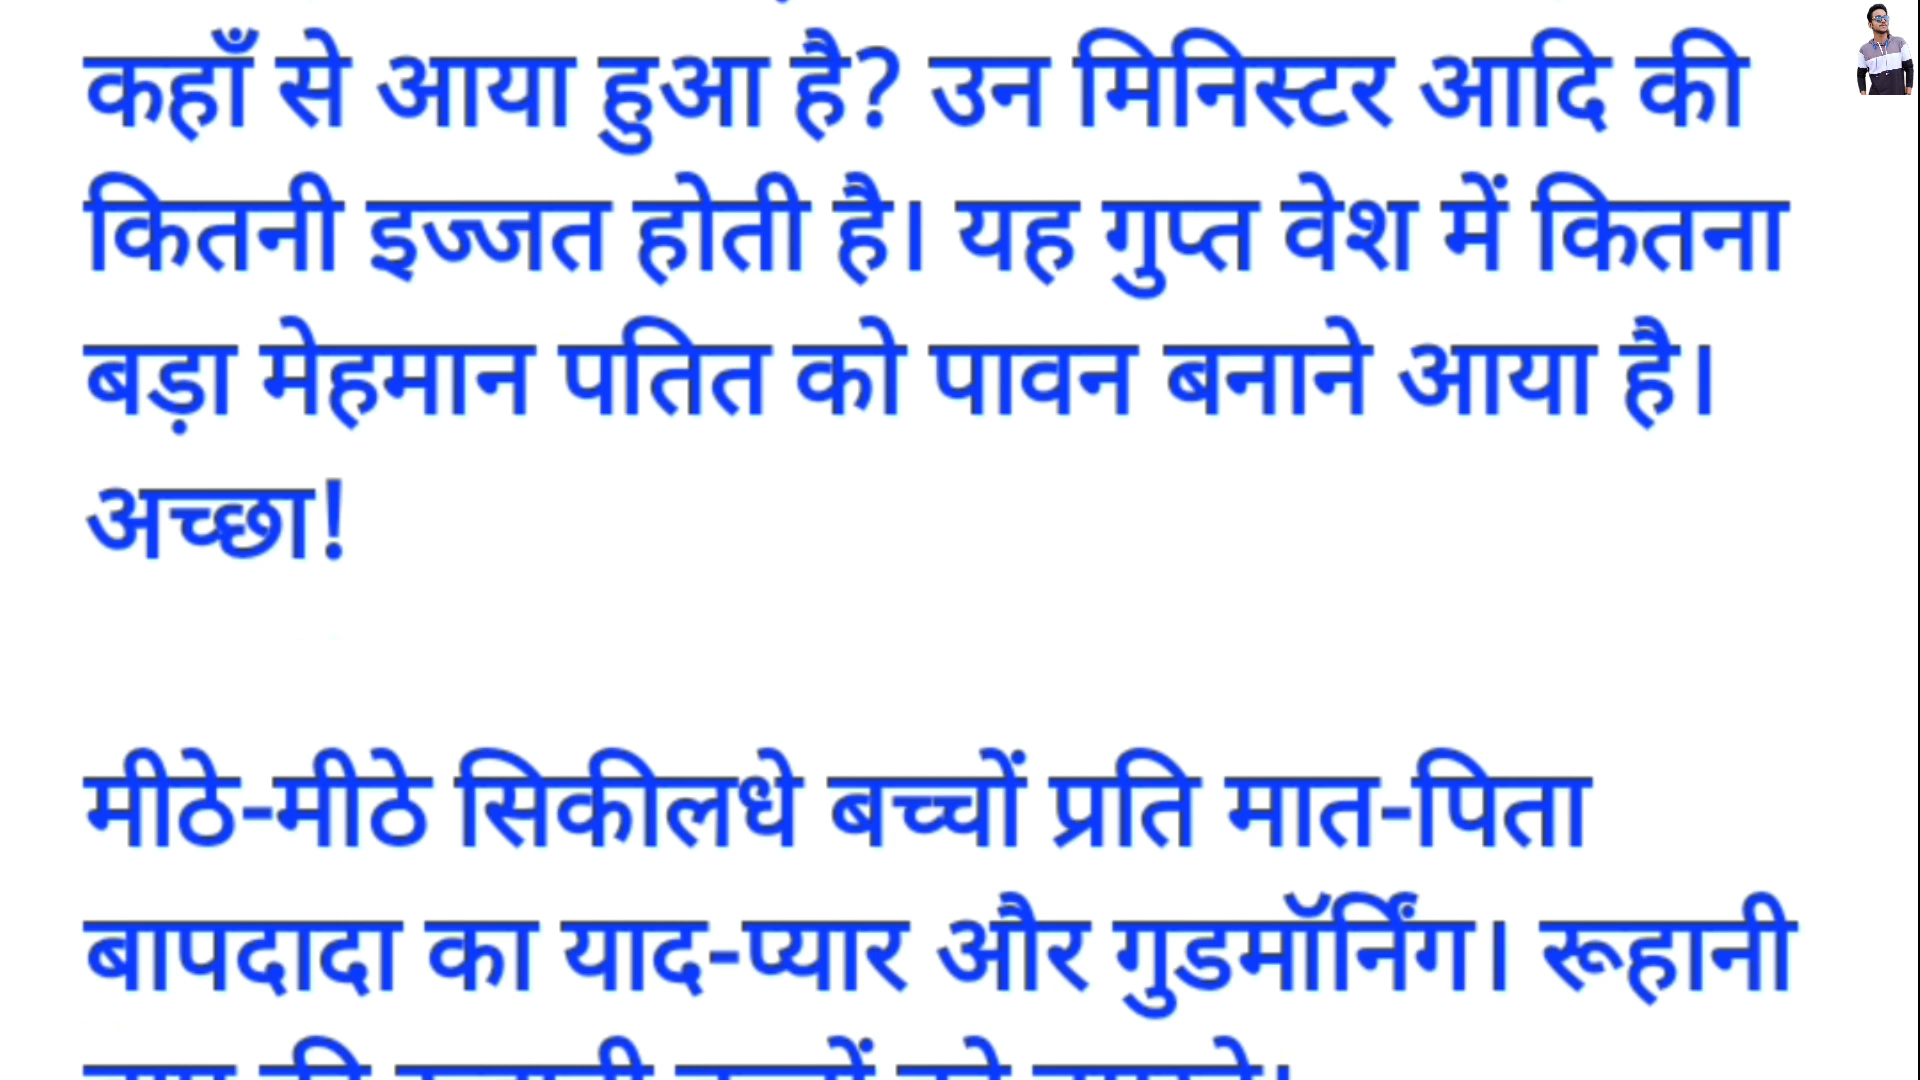 कहाँ से आया हुआ है? उन मिनिस्टर आदि की
कितनी इज्जत होती है। यह गुप्त वेश में कितना
बड़ा मेहमान पतित को पावन बनाने आया है।
अच्छा!
मीठे-मीठे सिकीलधे बच्चों प्रति मात-पिता
बापदादा का याद-प्यार और गुडमॉर्निंग। रूहानी